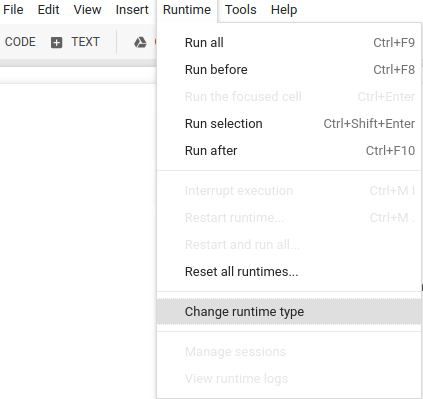 File Edit View Insert Runtime Tools Help
CODE TEXT
Run all Ctrl+F9
Run before Ctrl+F8
Run the focused cell Ctrl+Enter
Run selection Ctrl+Shift+Enter
Run after Ctrl+F10
Interrupt execution Ctrl+M I
Restart runtime... Ctrl+M .
Restart and run all...
Reset all runtimes...
Change runtime type
Manage sessions
View runtime logs